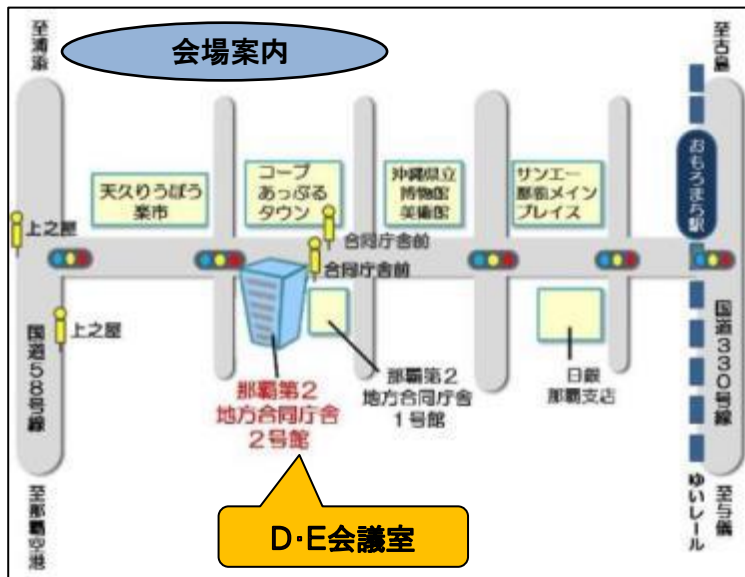 会場案内
至浦添
至古島
天久りうぼう
楽市
コープ
あっぷる
タウン
沖縄県立
博物館
美術館
サンエー
那覇メイン
プレイス
おもろまち駅
上之屋
合同庁舎前
合同庁舎前
上之屋
国道58号線
那覇第2
地方合同庁舎
2号館
那覇第2
地方合同庁舎
1号館
日銀
那覇支店
国道330号線
至那覇空港
ゆいレール
至与儀
D･E会議室